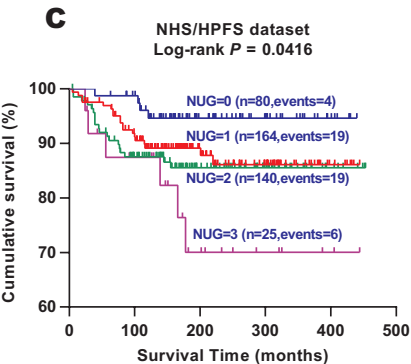 C
NHS/HPFS dataset
Log-rank P = 0.0416
Cumulative survival (%)
100
90
80
70
60
NUG=0 (n=80,events=4)
NUG=1 (n=164,events=19)
NUG=2 (n=140,events=19)
NUG=3 (n=25,events=6)
0 100 200 300 400 500
Survival Time (months)